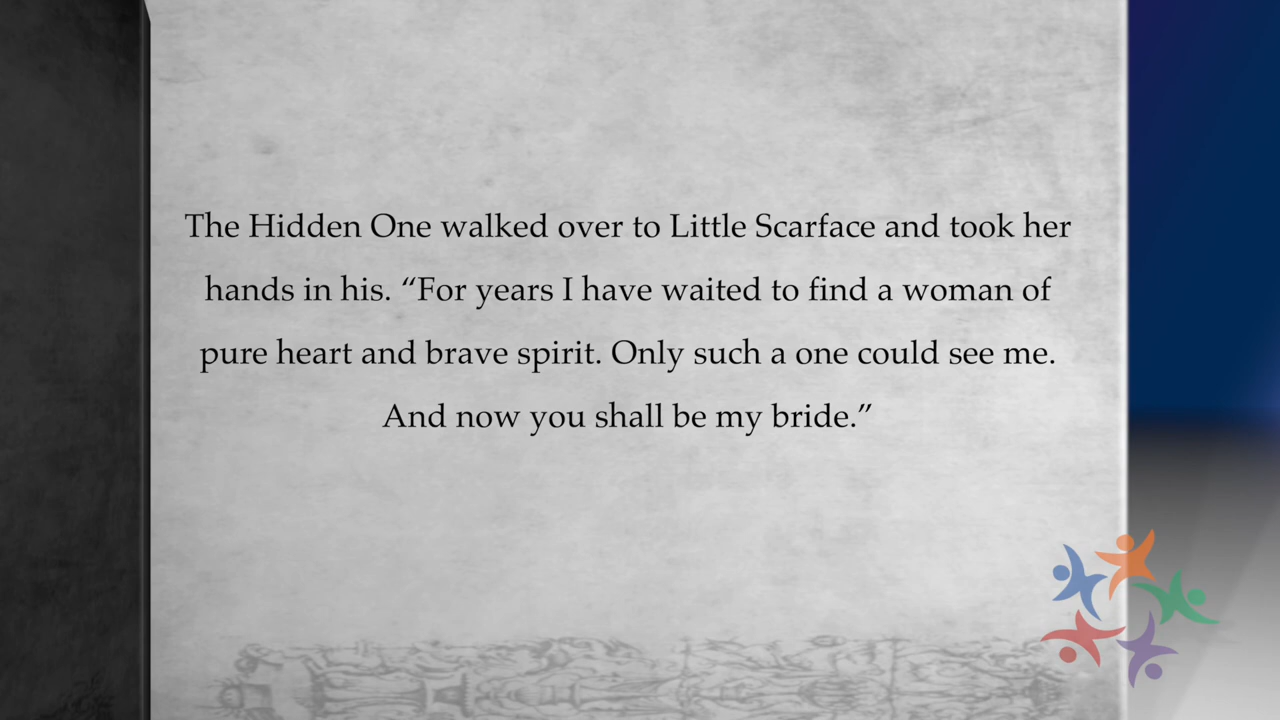 The Hidden One walked over to Little Scarface and took her
hands in his. “For years I have waited to find a woman of
pure heart and brave spirit. Only such a one could see me.
And now you shall be my bride.”